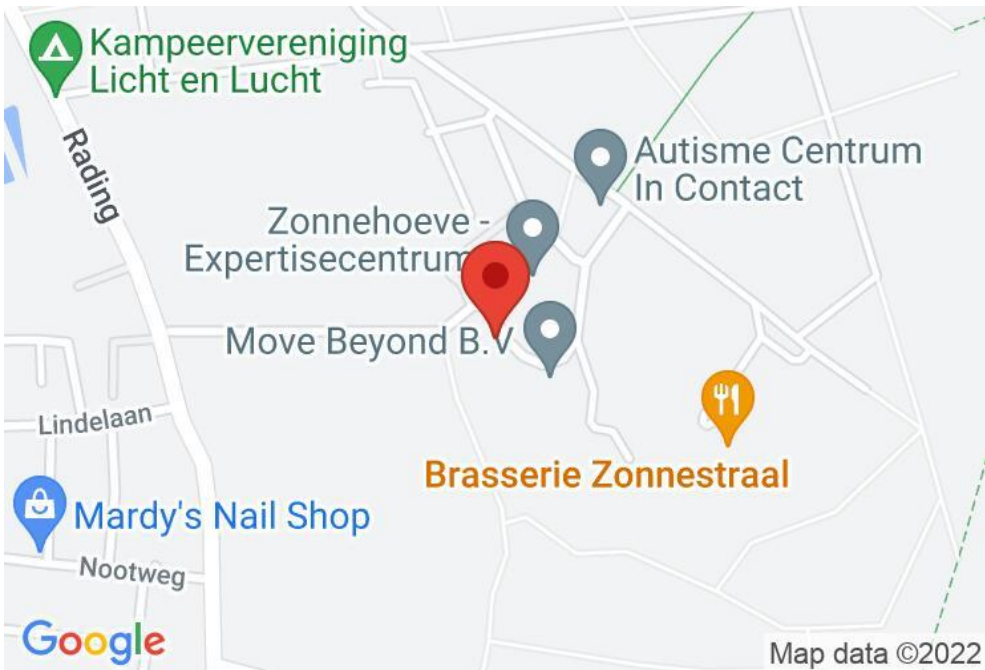 Kampeervereniging
Licht en Lucht
Rading
Autisme Centrum
In Contact
Zonnehoeve -
Expertisecentrum
Move Beyond B.V
Lindelaan
Brasserie Zonnestraal
Mardy's Nail Shop
Nootweg
Google
Map data ©2022